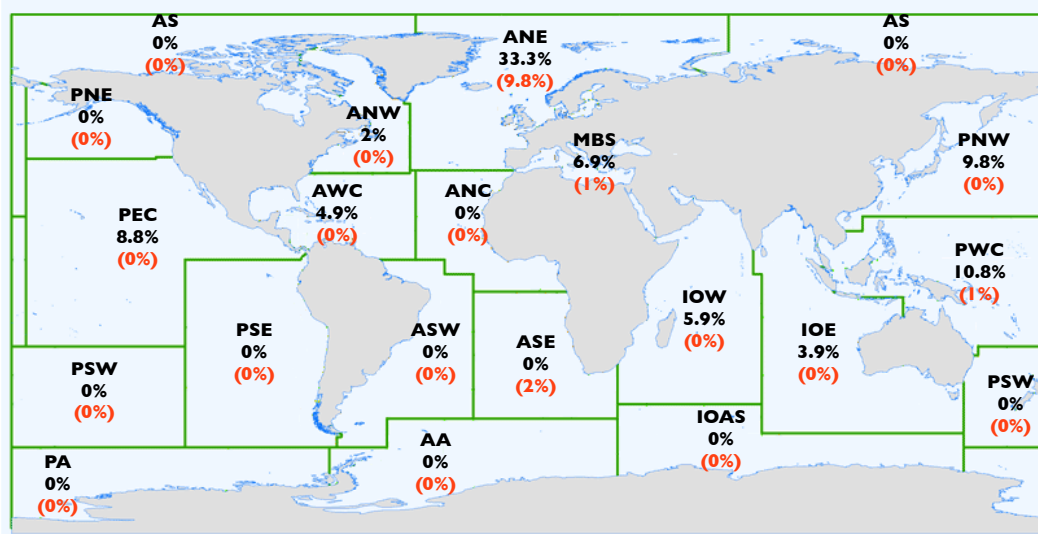 AS
0%
(0%)
ANE
33.3%
(9.8%)
AS
0%
(0%)
PNE
0%
(0%)
ANW
2%
(0%)
MBS
6.9%
(1%)
PNW
9.8%
(0%)
PEC
8.8%
(0%)
AWC
4.9%
(0%)
ANC
0%
(0%)
PWC
10.8%
(1%)
PSE
0%
(0%)
ASW
0%
(0%)
ASE
0%
(2%)
IOW
5.9%
(0%)
IOE
3.9%
(0%)
PSW
0%
(0%)
PSW
0%
(0%)
PA
0%
(0%)
AA
0%
(0%)
IOAS
0%
(0%)